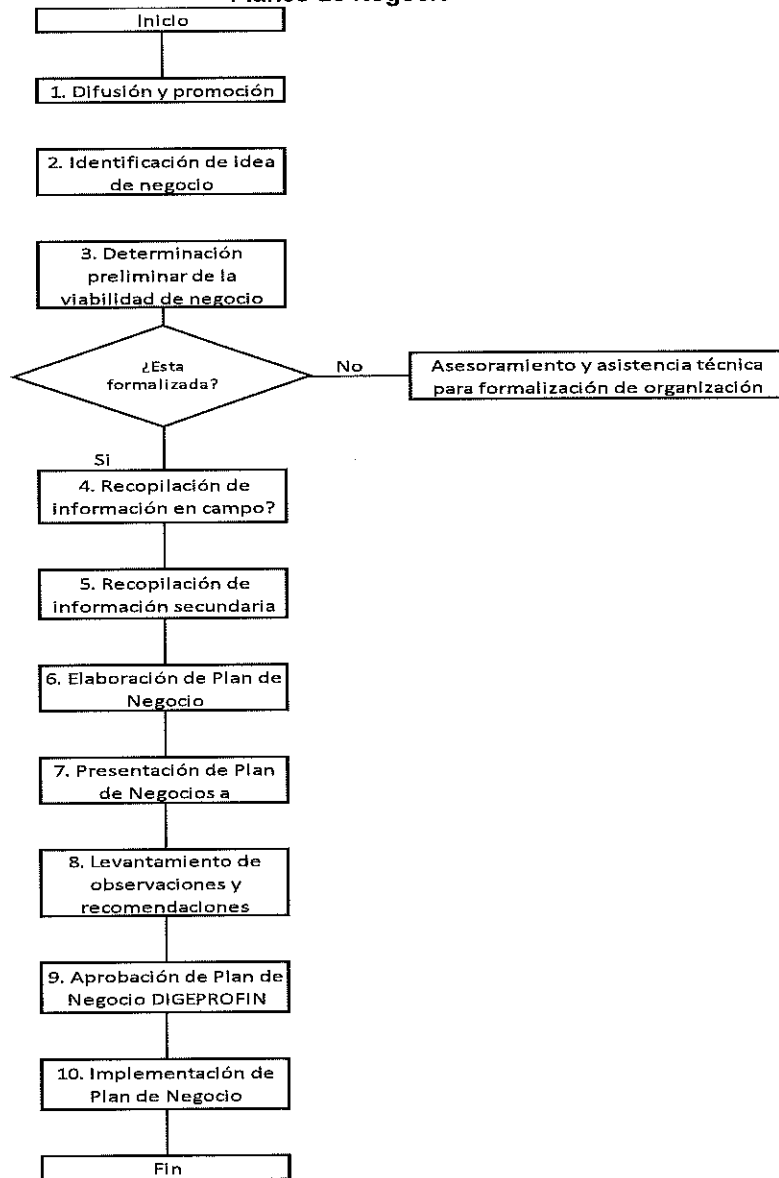 Inicio
1. Difusión y promoción
2. Identificación de idea
de negocio
3. Determinación
preliminar de la
viabilidad de negocio
¿Esta
formalizada?
No
Asesoramiento y asistencia técnica
para formalización de organización
Si
4. Recopilación de
información en campo?
5. Recopilación de
información secundaria
6. Elaboración de Plan de
Negocio
7. Presentación de Plan
de Negocios a
8. Levantamiento de
observaciones y
recomendaciones
9. Aprobación de Plan de
Negocio DIGEPROFIN
10. Implementación de
Plan de Negocio
Fin